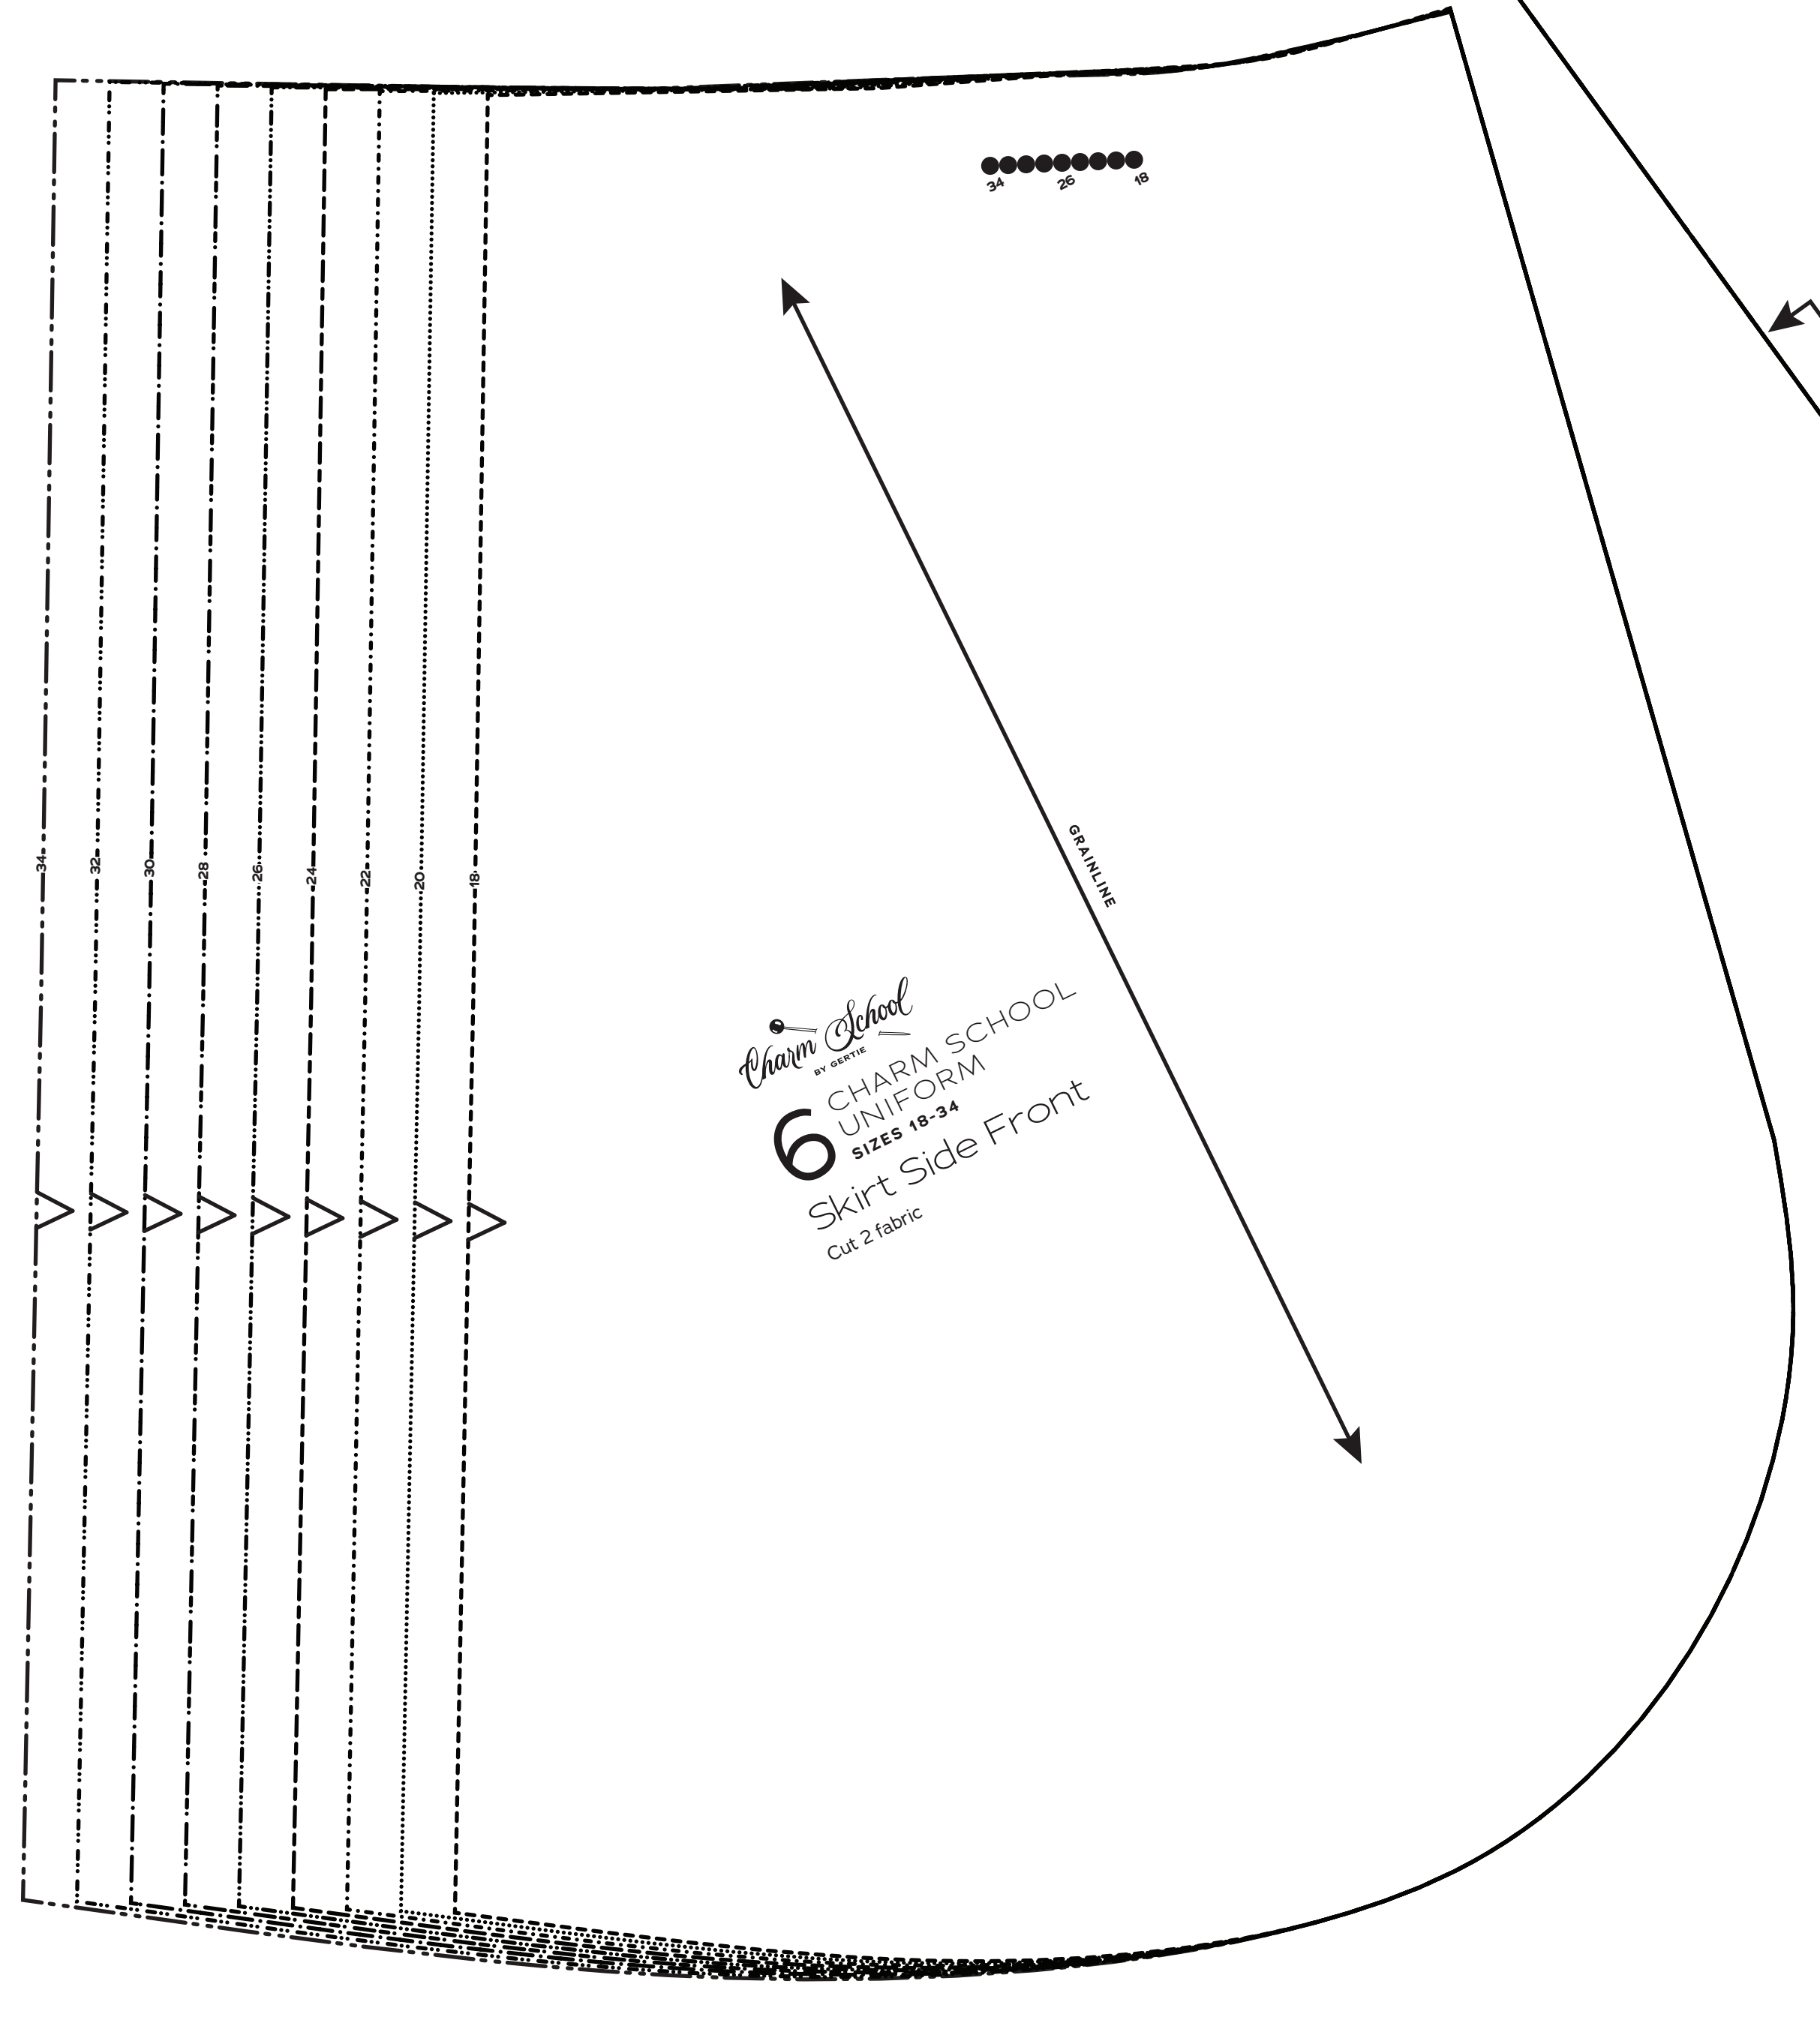 34
26
18
34
32
30
28
26
24
22
20
18
GRAINLINE
Charm School
BY GERTIE
6
CHARM SCHOOL
UNIFORM
SIZES 18-34
Skirt Side Front
Cut 2 fabric